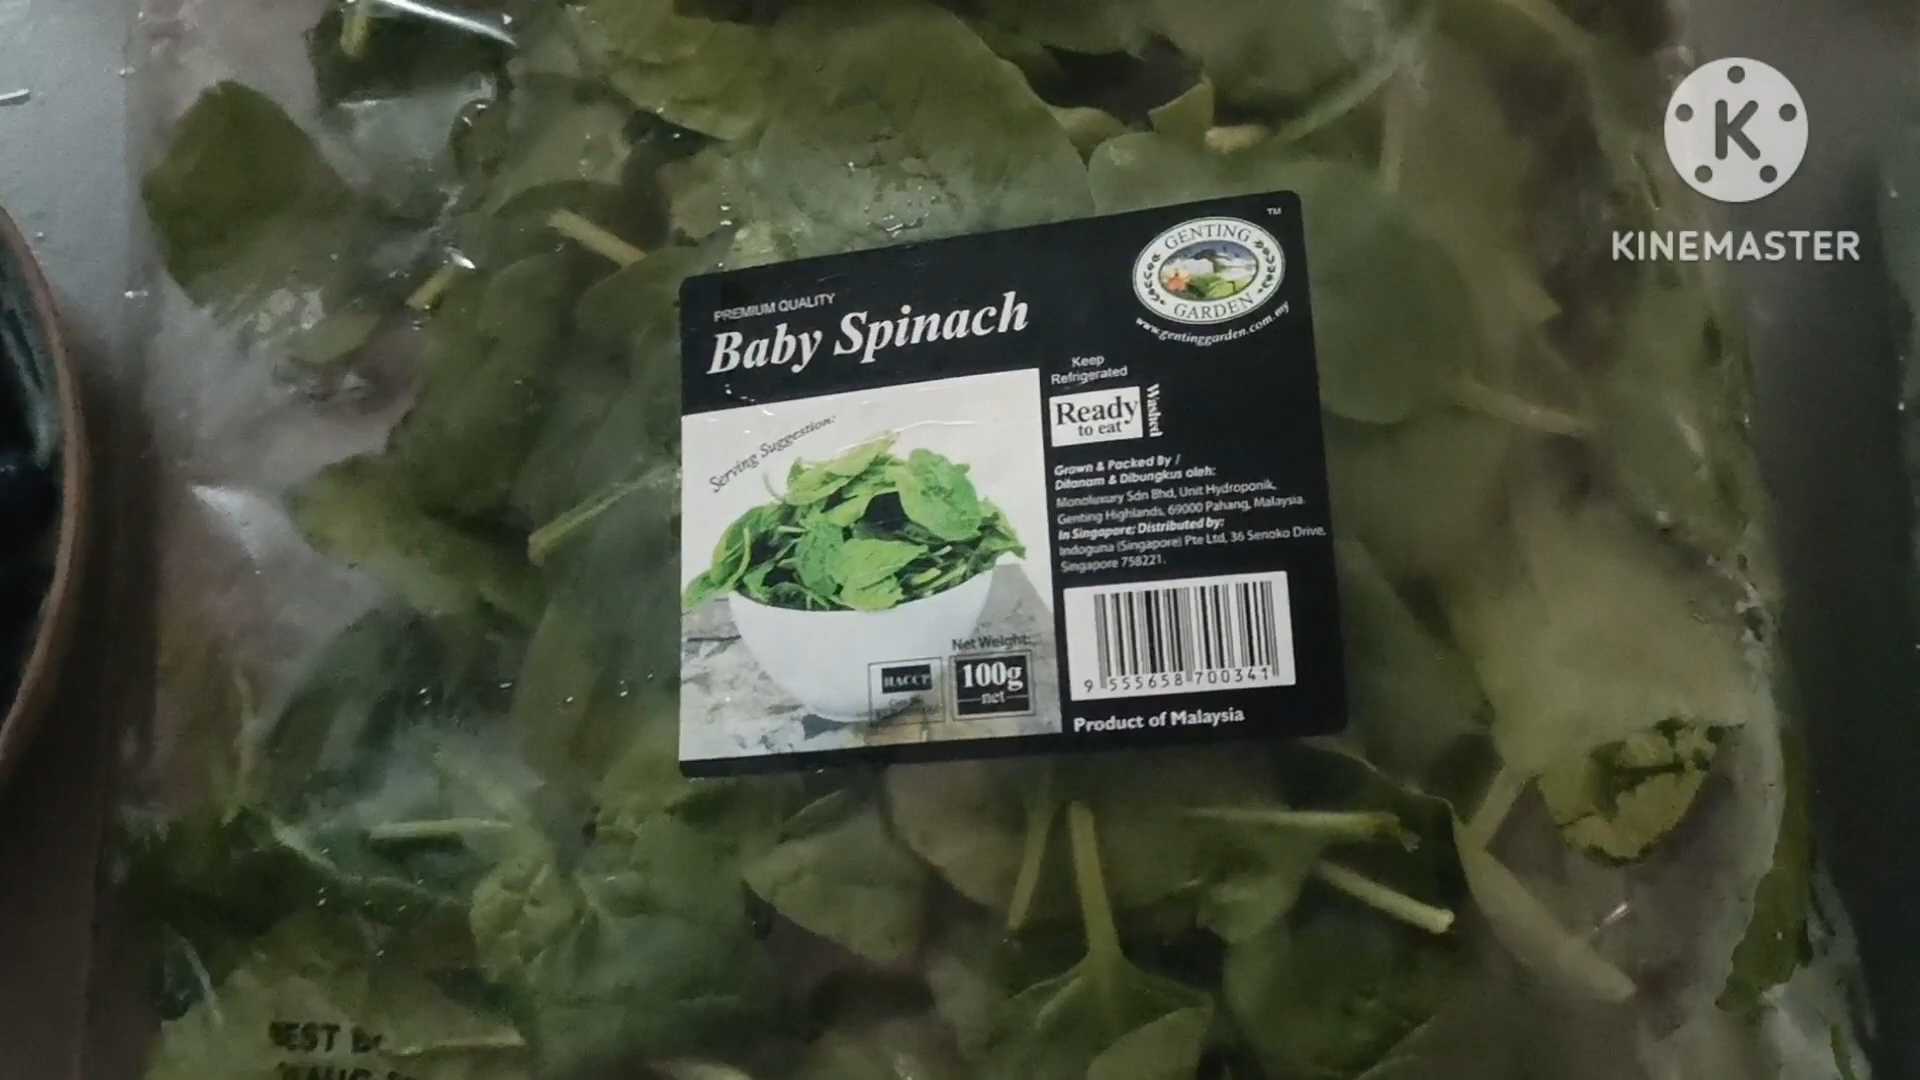 KINEMASTER
TM
GENTING
GARDEN
www.gentinggarden.com.my
PREMIUM QUALITY
Baby Spinach
Keep
Refrigerated
Ready
to eat
Washed
Serving Suggestion:
Grown & Packed By /
Ditanam & Dibungkus oleh:
Monoluxury Sdn Bhd, Unit Hydroponik,
Genting Highlands, 69000 Pahang, Malaysia.
In Singapore; Distributed by:
Indoguna (Singapore) Pte Ltd, 36 Senoko Drive,
Singapore 758221.
Net Weight:
HACCP
100g
net
9 555658 700341
Product of Malaysia
BEST
AUG